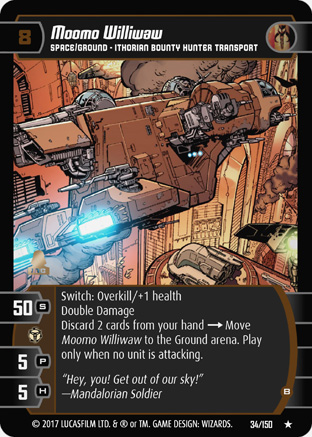 8
Moomo Williwaw
SPACE/GROUND - ITHORIAN BOUNTY HUNTER TRANSPORT
50 S
5 P
5 H
Switch: Overkill/+1 health
Double Damage
Discard 2 cards from your hand → Move
Moomo Williwaw to the Ground arena. Play
only when no unit is attacking.
“Hey, you! Get out of our sky!”
—Mandalorian Soldier
B
© 2017 LUCASFILM LTD. & ® or TM. GAME DESIGN: WIZARDS. 34/150 ★